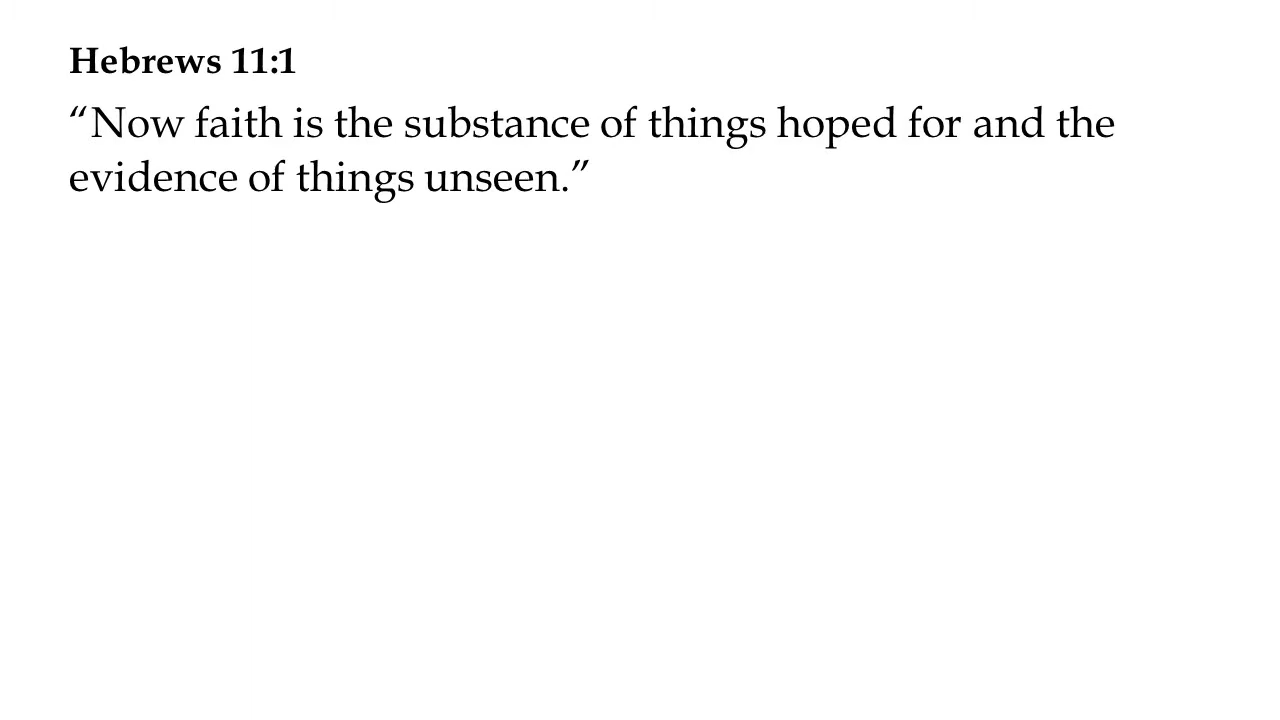 Hebrews 11:1
“Now faith is the substance of things hoped for and the
evidence of things unseen.”